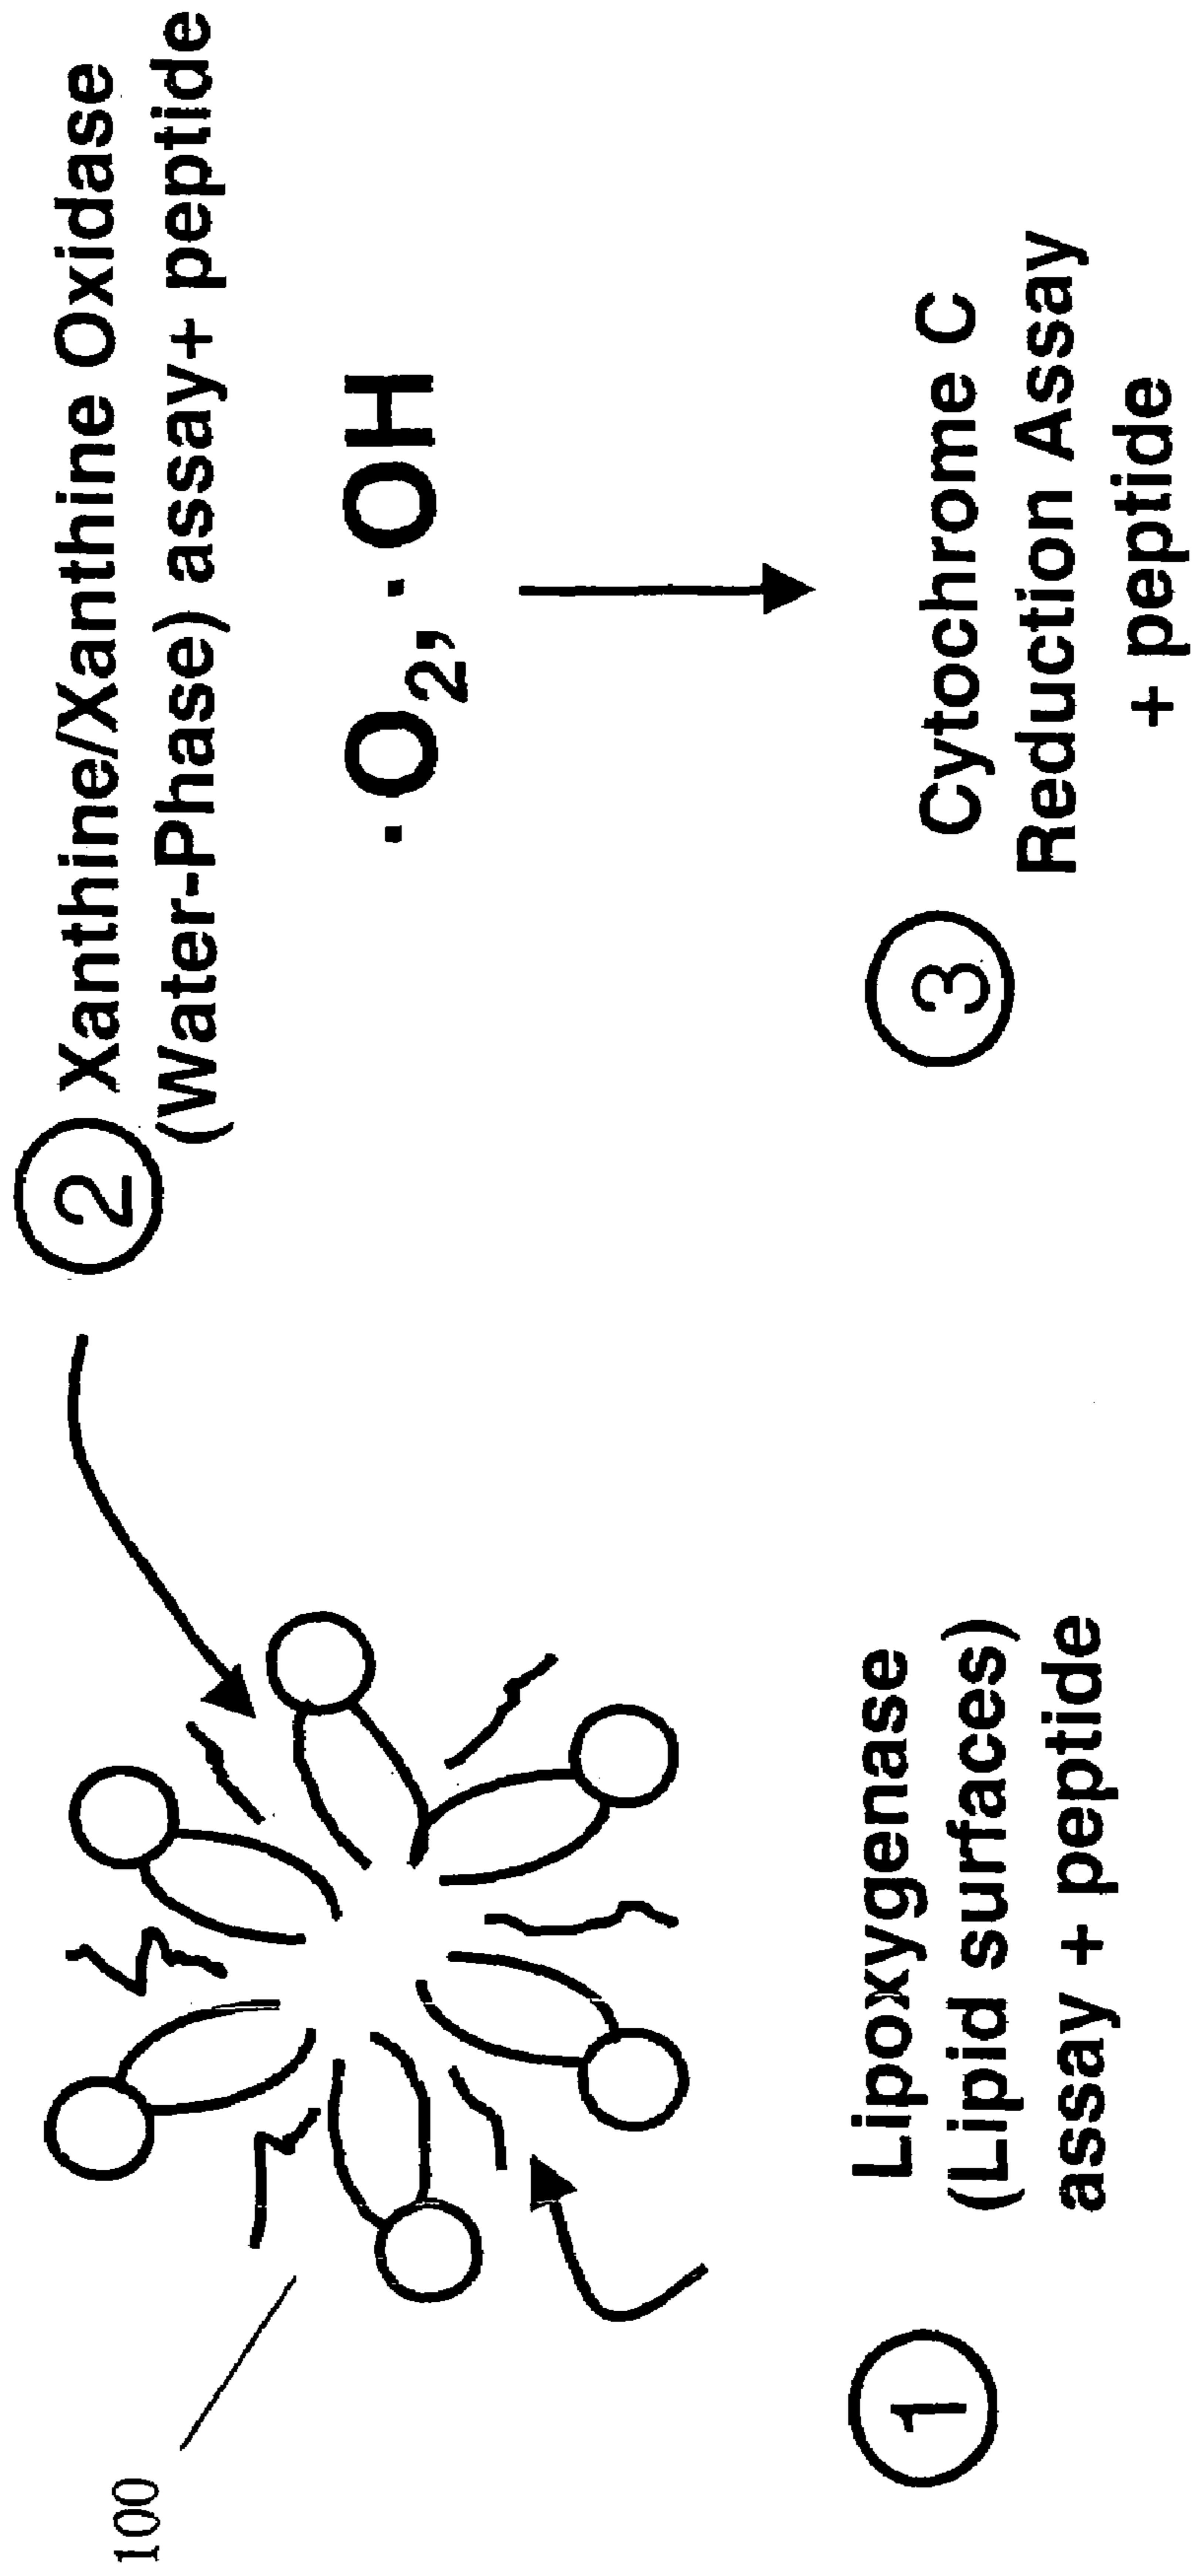 100
1
Lipoxygenase
(Lipid surfaces)
assay + peptide
2
Xanthine/Xanthine Oxidase
(Water-Phase) assay+ peptide
·O₂, ·OH
3
Cytochrome C
Reduction Assay
+ peptide